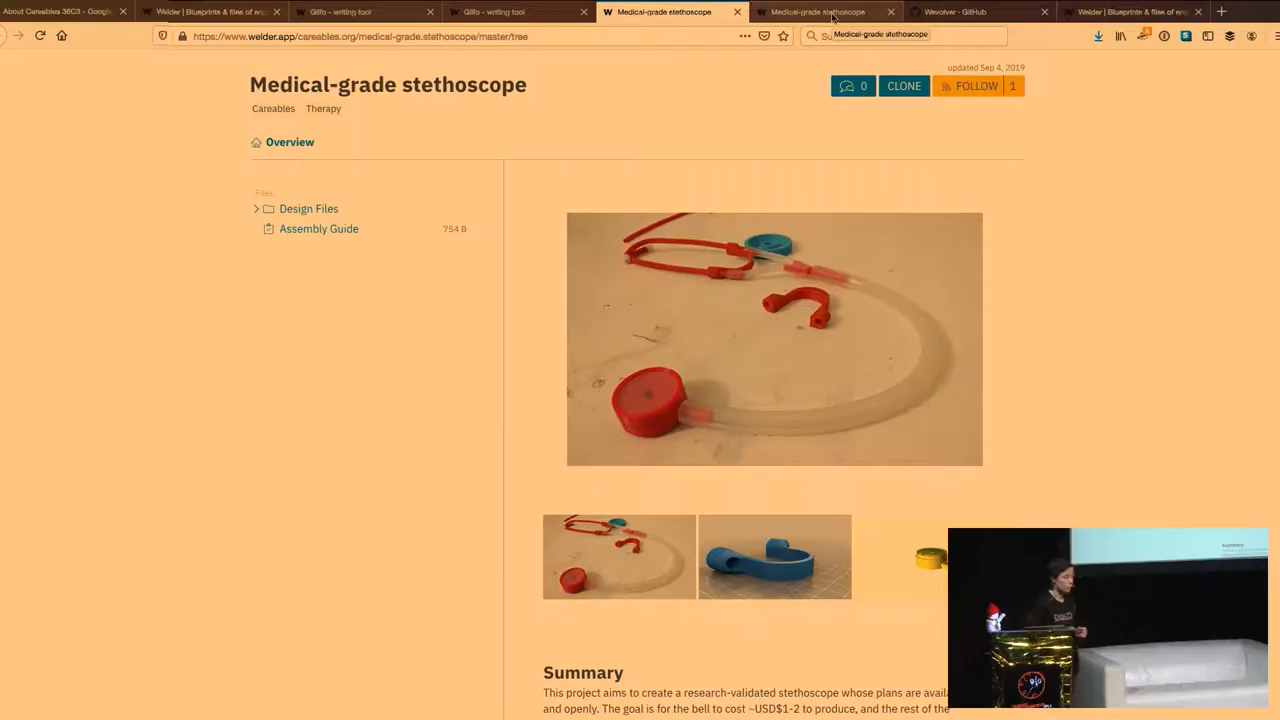 About Careables 38C3 - Google
Welder | Blueprints & files of eng
Gilfo - writing tool
Gilfo - writing tool
Medical-grade stethoscope
Medical-grade stethoscope
Wevolver · GitHub
Welder | Blueprints & files of eng
https://www.welder.app/careables.org/medical-grade.stethoscope/master/tree
Su
Medical-grade stethoscope
updated Sep 4, 2019
Medical-grade stethoscope
0
CLONE
FOLLOW
1
Careables Therapy
Overview
Files
Design Files
Assembly Guide
754 B
Summary
This project aims to create a research-validated stethoscope whose plans are avail
and openly. The goal is for the bell to cost ~USD$1-2 to produce, and the rest of the